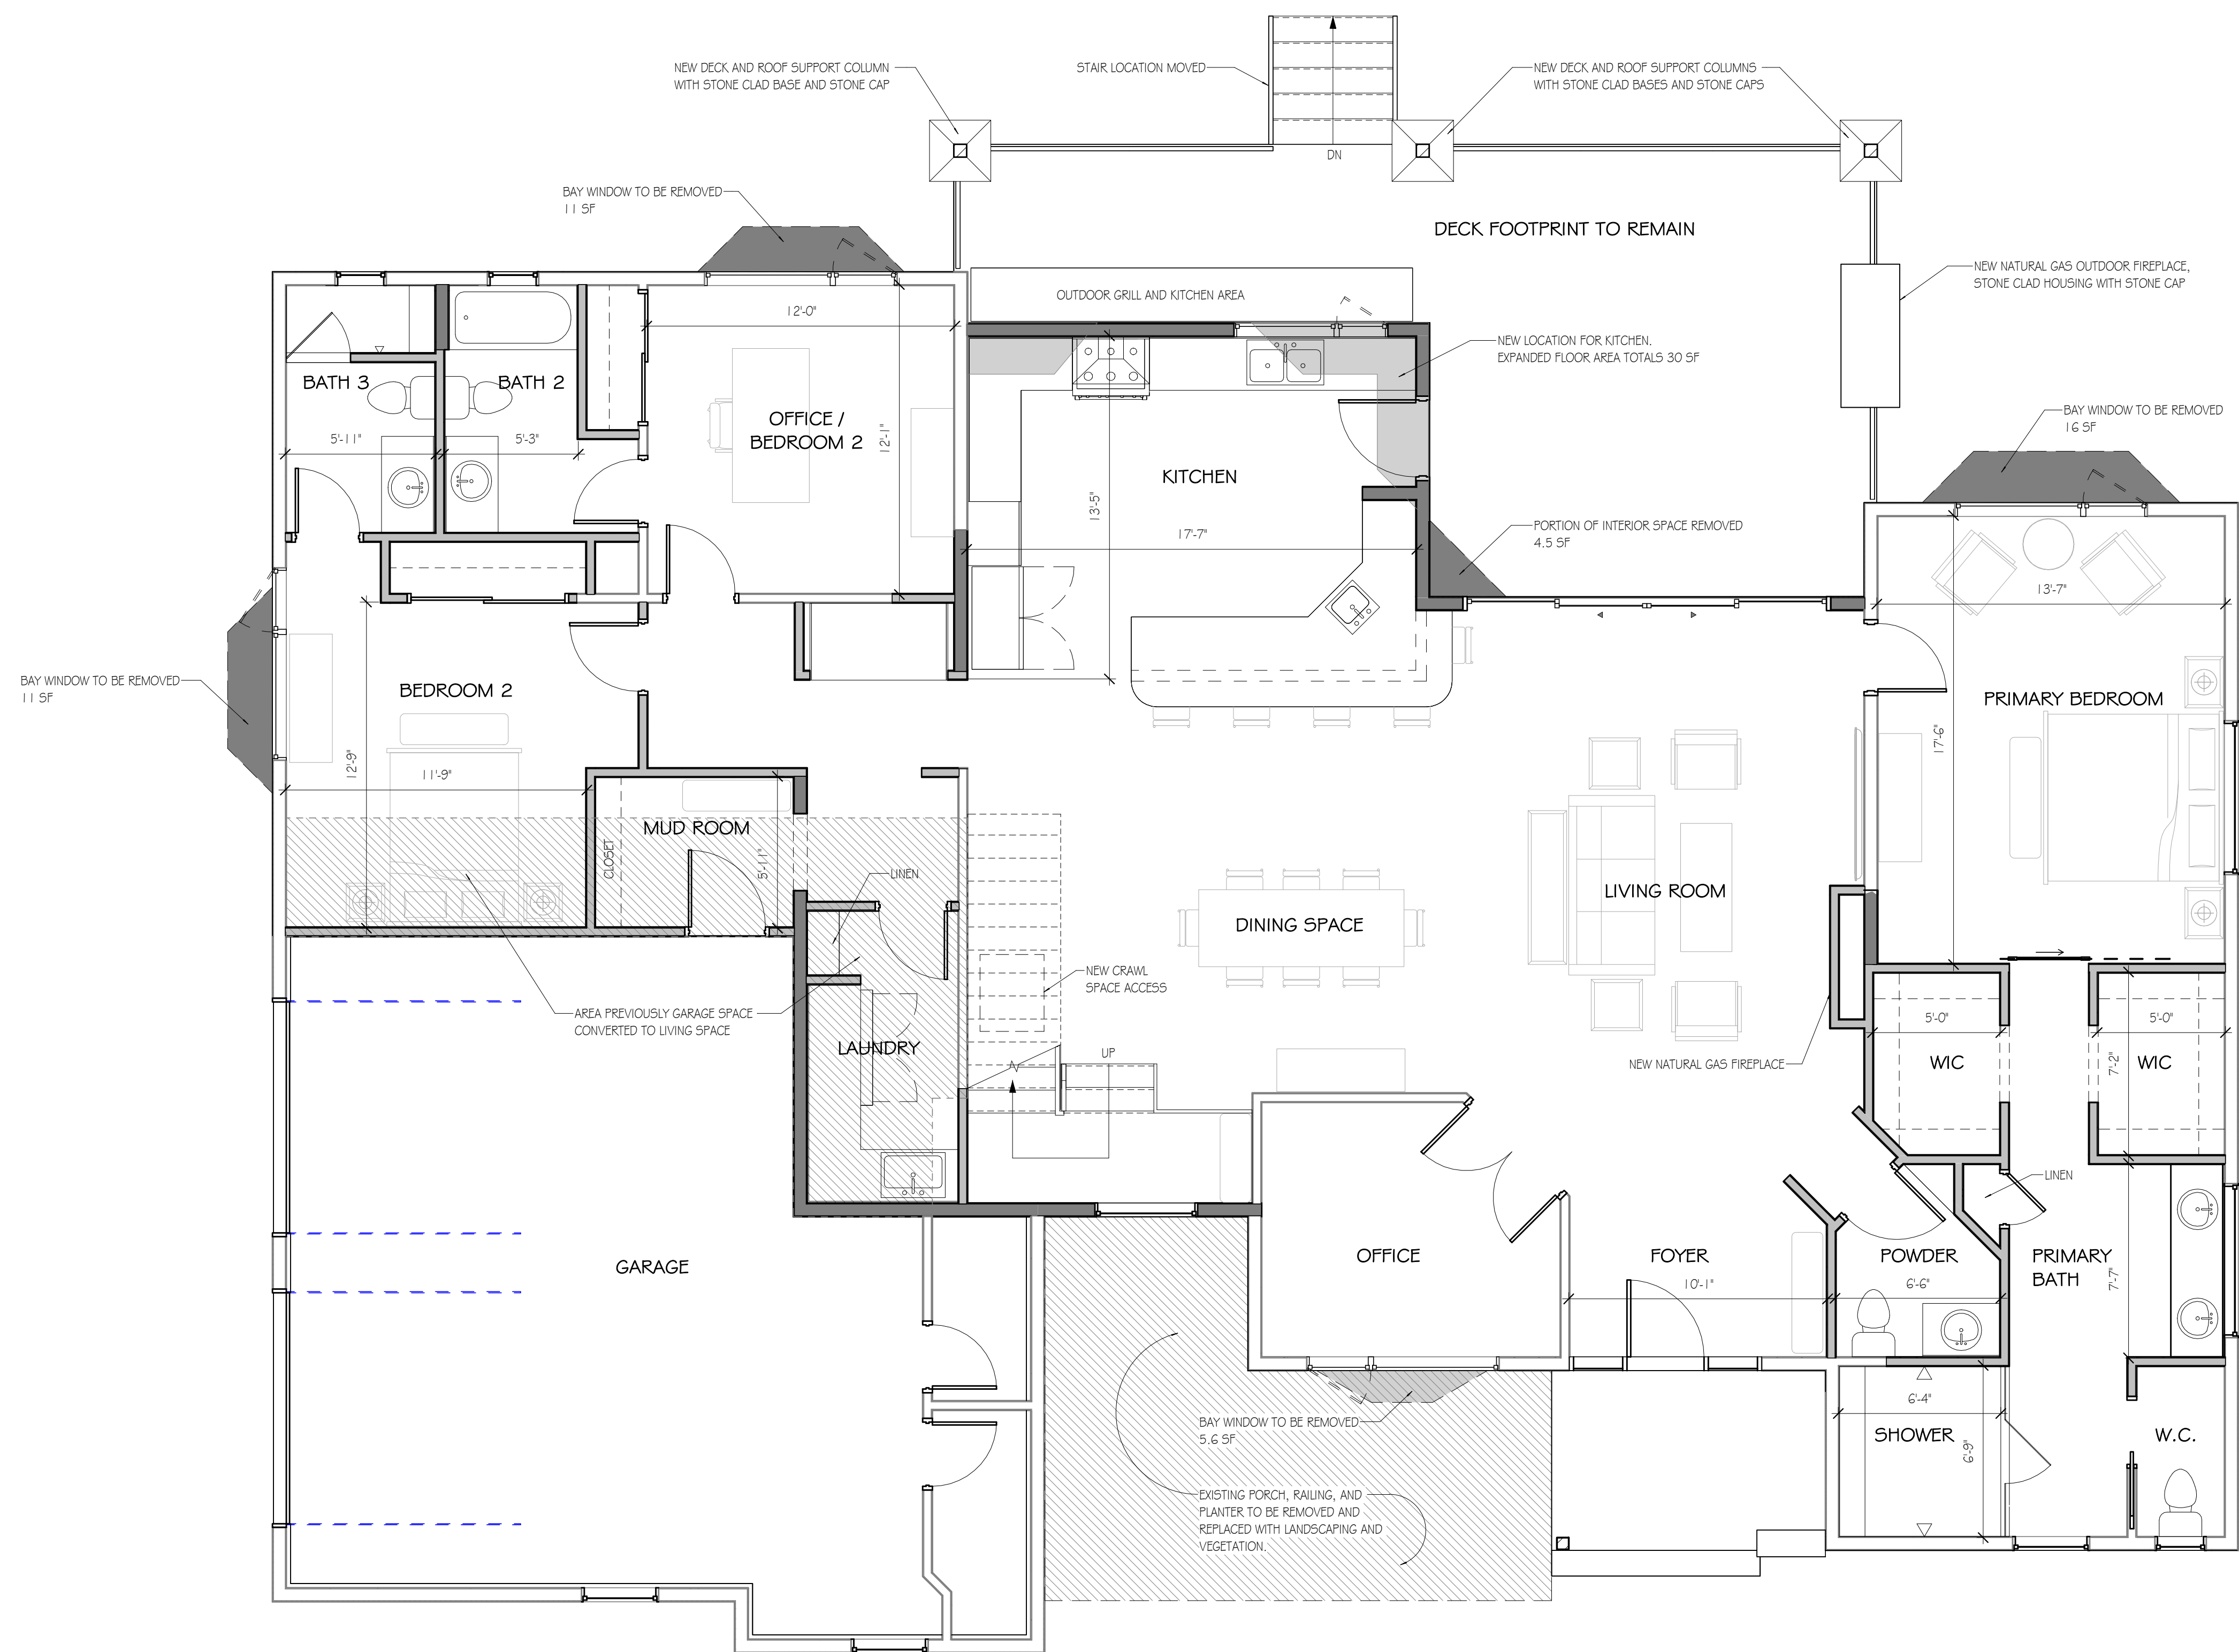 NEW DECK AND ROOF SUPPORT COLUMN
WITH STONE CLAD BASE AND STONE CAP
STAIR LOCATION MOVED
NEW DECK AND ROOF SUPPORT COLUMNS
WITH STONE CLAD BASES AND STONE CAPS
DN
BAY WINDOW TO BE REMOVED
11 SF
DECK FOOTPRINT TO REMAIN
NEW NATURAL GAS OUTDOOR FIREPLACE,
STONE CLAD HOUSING WITH STONE CAP
OUTDOOR GRILL AND KITCHEN AREA
12'-0"
NEW LOCATION FOR KITCHEN.
EXPANDED FLOOR AREA TOTALS 30 SF
BATH 3
BATH 2
OFFICE /
BEDROOM 2
12'-1"
5'-11"
5'-3"
BAY WINDOW TO BE REMOVED
16 SF
KITCHEN
13'-5"
17'-7"
PORTION OF INTERIOR SPACE REMOVED
4.5 SF
13'-7"
BAY WINDOW TO BE REMOVED
11 SF
BEDROOM 2
12'-9"
11'-9"
PRIMARY BEDROOM
17'-6"
MUD ROOM
CLOSET
5'-11"
LINEN
LIVING ROOM
DINING SPACE
NEW CRAWL
SPACE ACCESS
AREA PREVIOUSLY GARAGE SPACE
CONVERTED TO LIVING SPACE
LAUNDRY
UP
NEW NATURAL GAS FIREPLACE
5'-0"
WIC
7'-2"
5'-0"
WIC
LINEN
GARAGE
OFFICE
FOYER
10'-1"
POWDER
6'-6"
PRIMARY
BATH
7'-7"
BAY WINDOW TO BE REMOVED
5.6 SF
6'-4"
SHOWER
6'-9"
W.C.
EXISTING PORCH, RAILING, AND
PLANTER TO BE REMOVED AND
REPLACED WITH LANDSCAPING AND
VEGETATION.